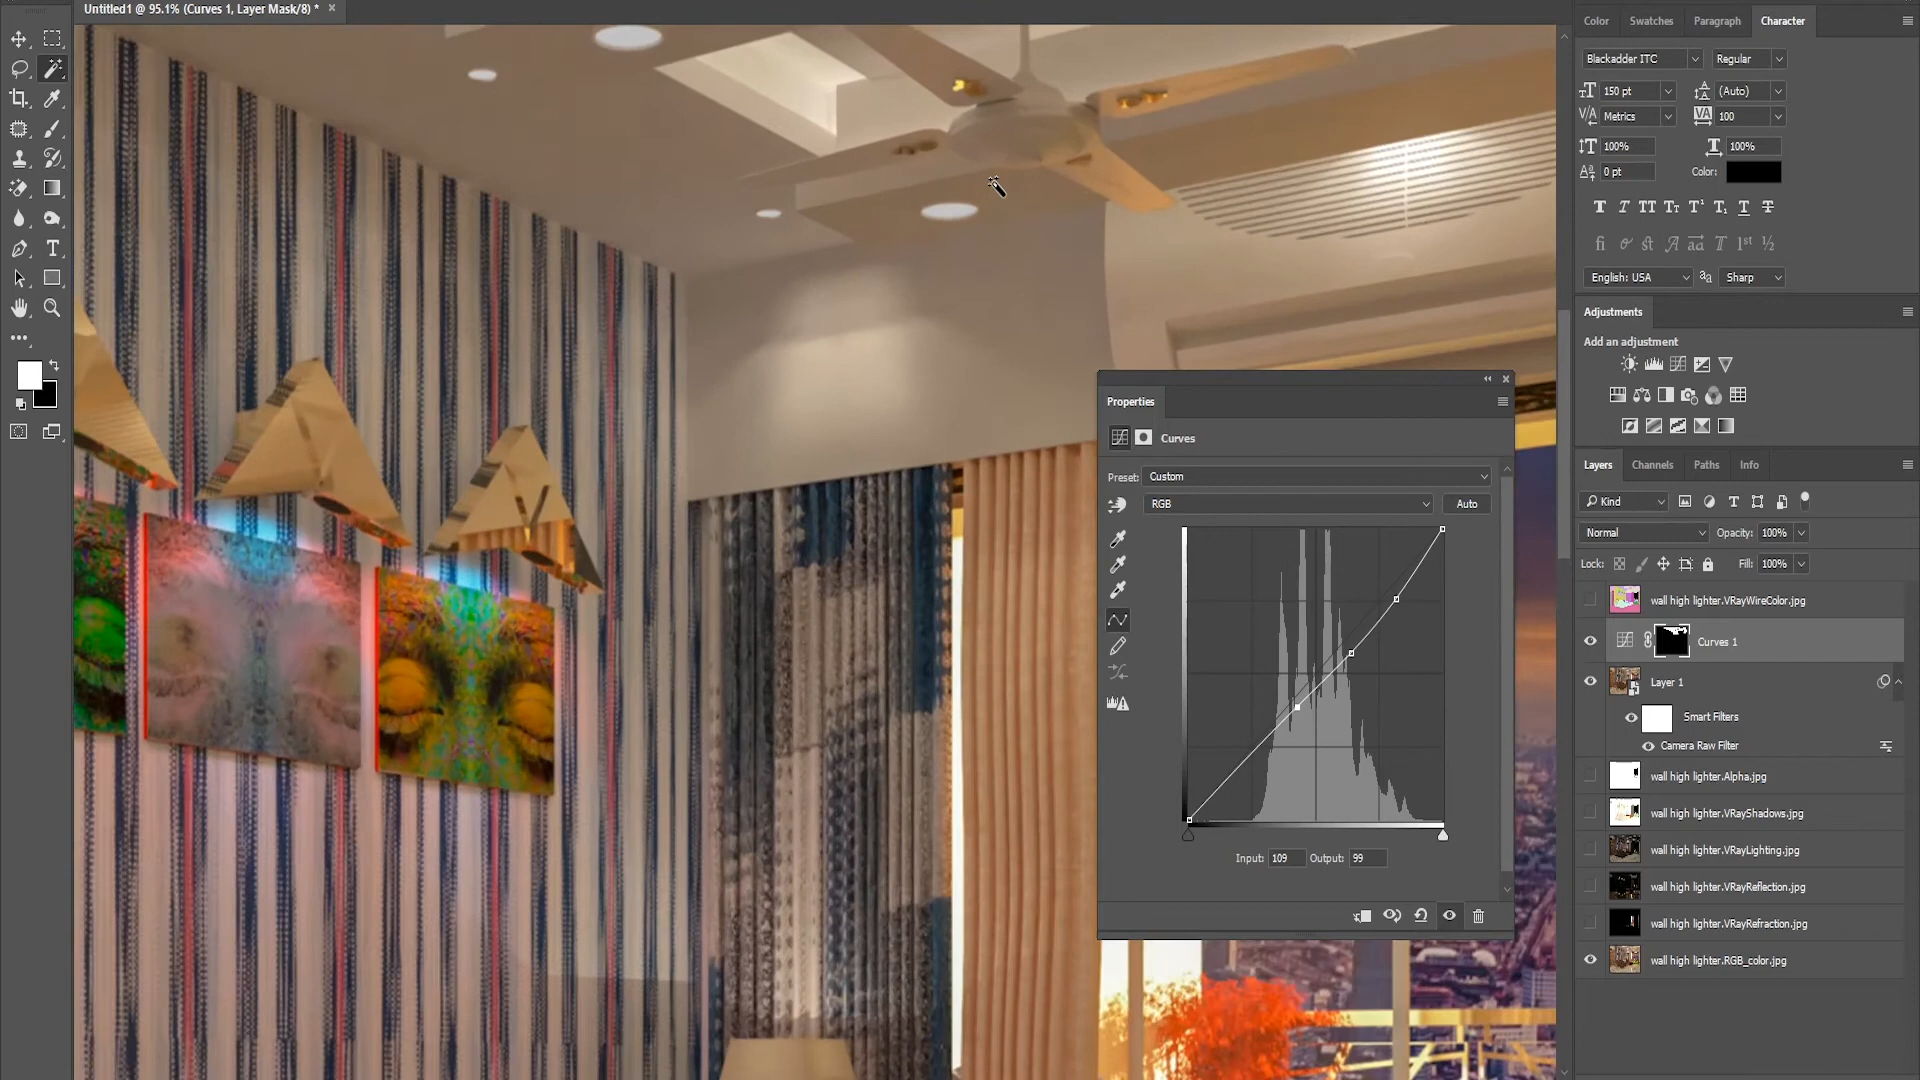 Untitled1 @ 95.1% (Curves 1, Layer Mask/8) *
Color Swatches Paragraph Character
Blackadder ITC Regular
150 pt (Auto)
Metrics 100
100% 100%
0 pt Color:
English: USA Sharp
Adjustments
Add an adjustment
Properties
Curves
Preset: Custom
RGB Auto
Input: 109 Output: 99
Layers Channels Paths Info
Kind
Normal Opacity: 100%
Lock: Fill: 100%
wall high lighter.VRayWireColor.jpg
Curves 1
Layer 1
Smart Filters
Camera Raw Filter
wall high lighter.Alpha.jpg
wall high lighter.VRayShadows.jpg
wall high lighter.VRayLighting.jpg
wall high lighter.VRayReflection.jpg
wall high lighter.VRayRefraction.jpg
wall high lighter.RGB_color.jpg